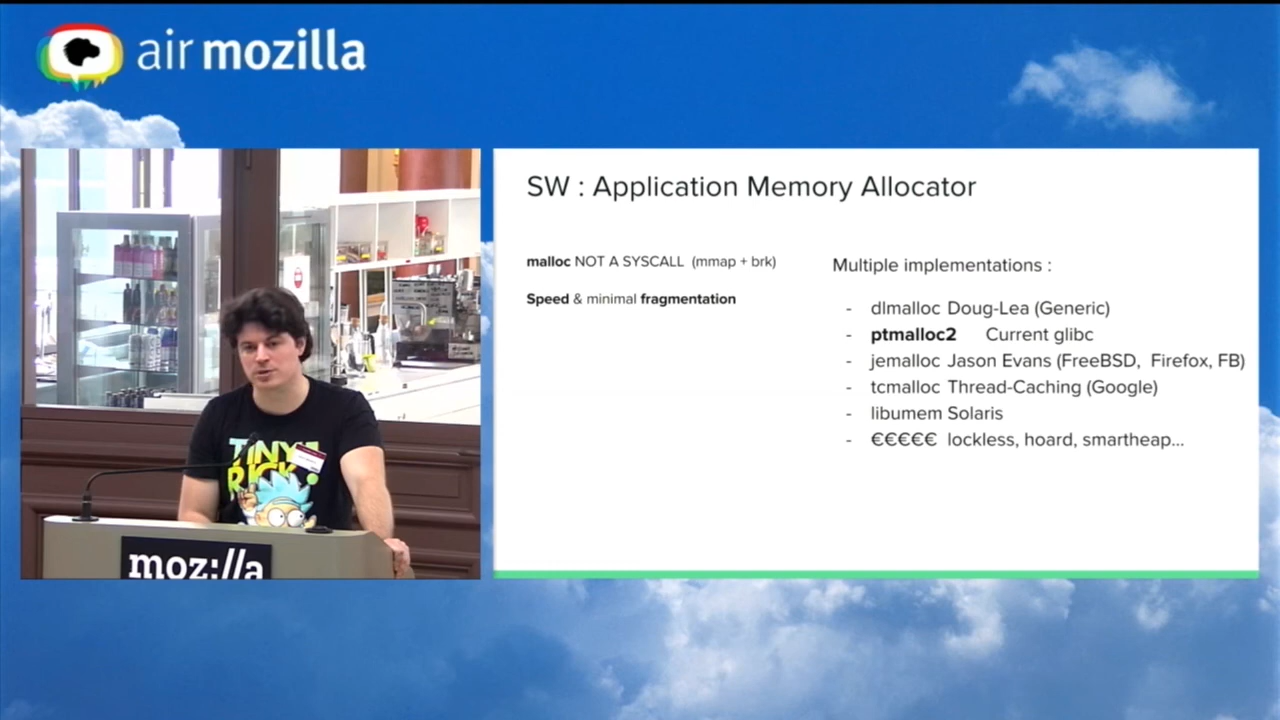 air mozilla
SW : Application Memory Allocator
malloc NOT A SYSCALL (mmap + brk)
Speed & minimal fragmentation
Multiple implementations :
- dlmalloc Doug-Lea (Generic)
- ptmalloc2 Current glibc
- jemalloc Jason Evans (FreeBSD, Firefox, FB)
- tcmalloc Thread-Caching (Google)
- libumem Solaris
- €€€€€ lockless, hoard, smartheap...
TINY
RICK
moz://a